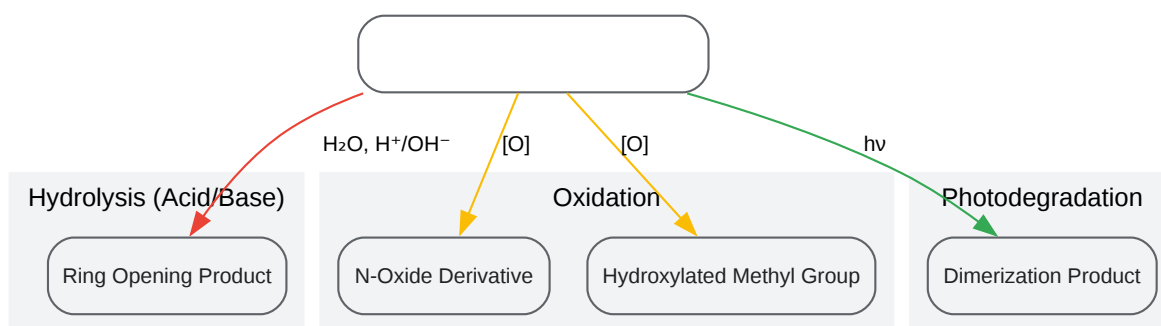 H₂O, H⁺/OH⁻
[O]
[O]
hν
Hydrolysis (Acid/Base)
Oxidation
Photodegradation
Ring Opening Product
N-Oxide Derivative
Hydroxylated Methyl Group
Dimerization Product